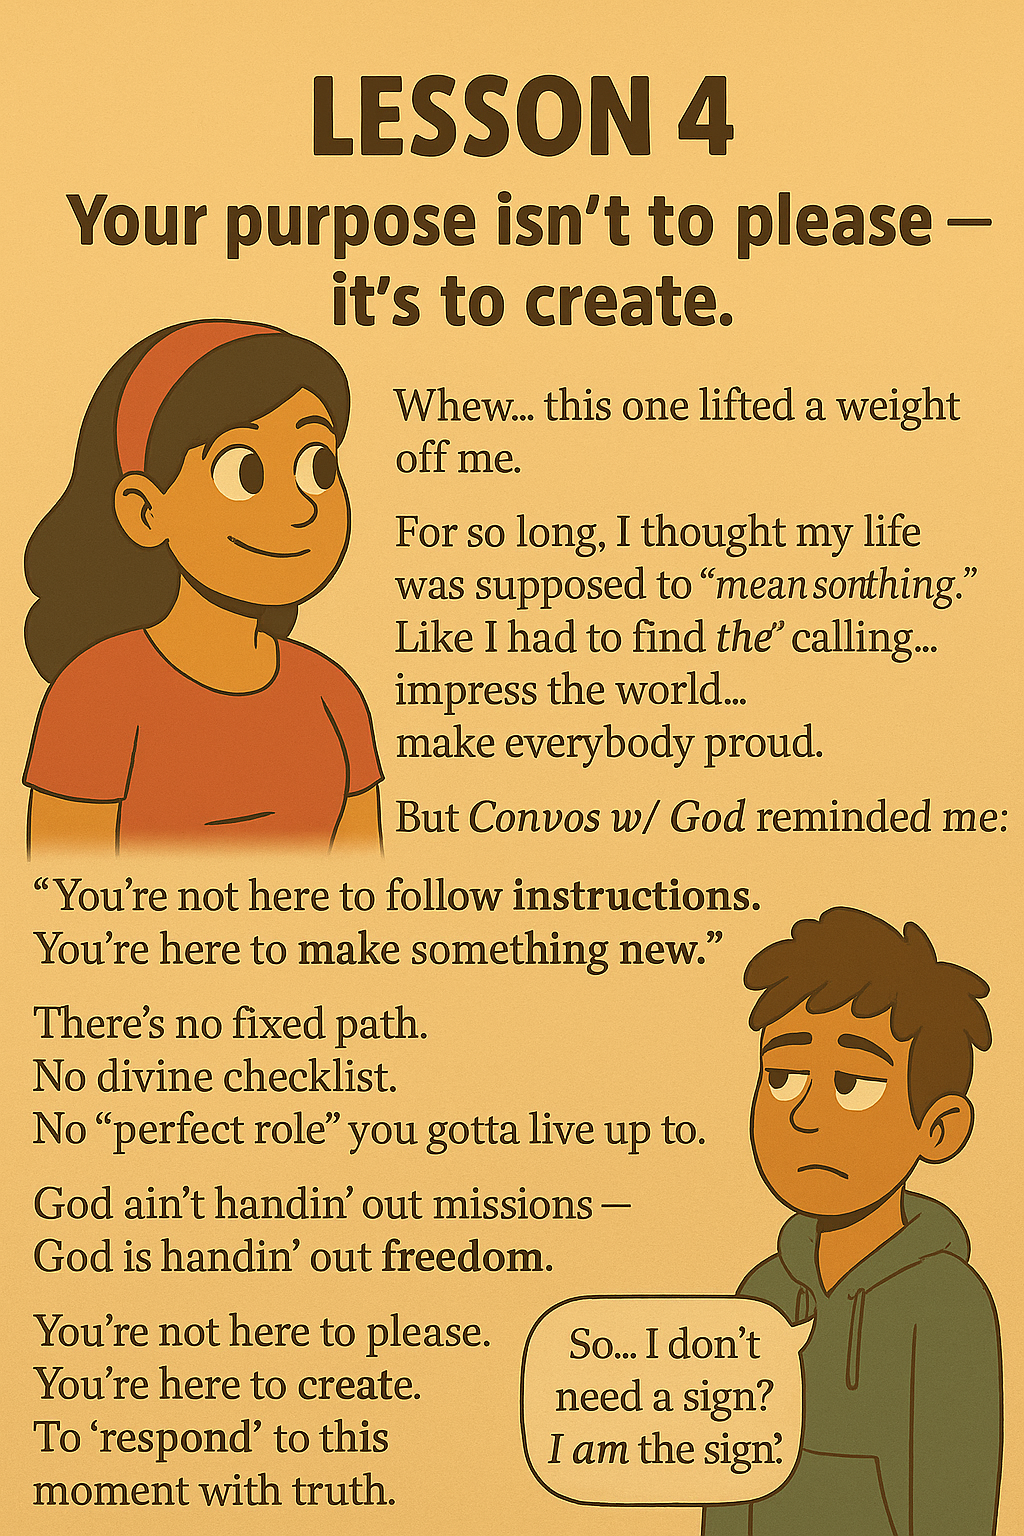 LESSON 4
Your purpose isn't to please —
it's to create.
Whew... this one lifted a weight
off me.
For so long, I thought my life
was supposed to “mean sonthing.”
Like I had to find the” calling...
impress the world...
make everybody proud.
But Convos w/ God reminded me:
“You're not here to follow instructions.
You're here to make something new.”
There's no fixed path.
No divine checklist.
No “perfect role” you gotta live up to.
God ain't handin' out missions —
God is handin' out freedom.
You're not here to please.
You're here to create.
To ‘respond’ to this
moment with truth.
So... I don't
need a sign?
I am the sign.’